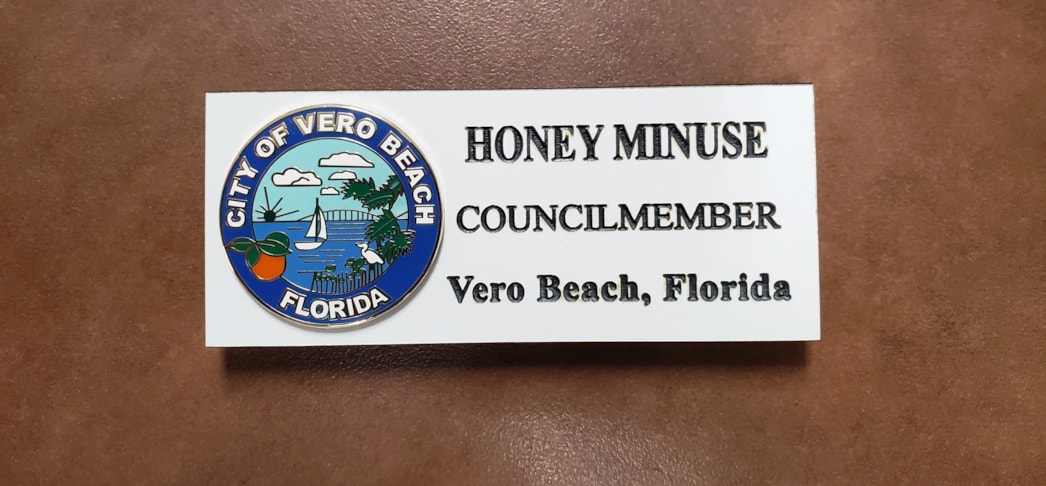 CITY OF VERO BEACH
FLORIDA
HONEY MINUSE
COUNCILMEMBER
Vero Beach, Florida